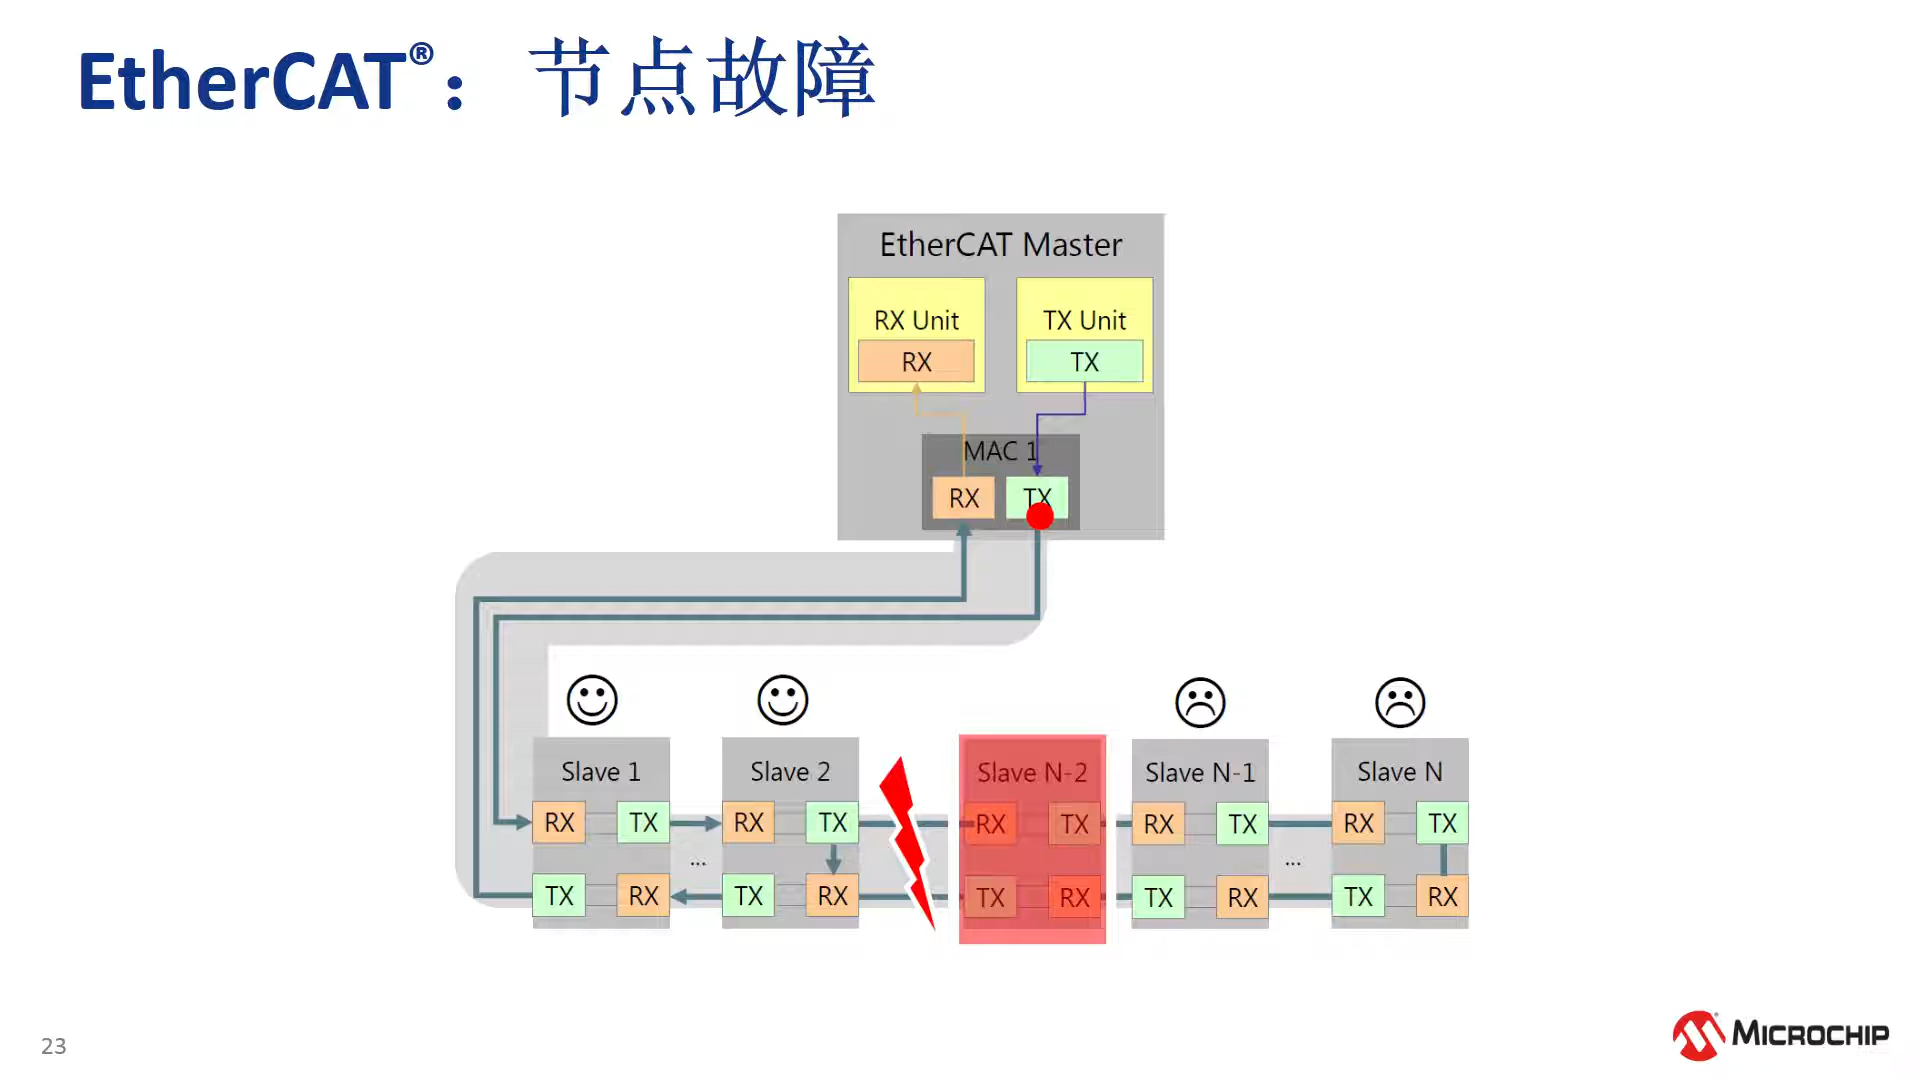 EtherCAT®：节点故障
EtherCAT Master
RX Unit
TX Unit
RX
TX
MAC 1
RX
TX
Slave 1
Slave 2
Slave N-2
Slave N-1
Slave N
RX
TX
RX
TX
RX
TX
RX
TX
RX
TX
...
...
TX
RX
TX
RX
TX
RX
TX
RX
TX
RX
23
MICROCHIP